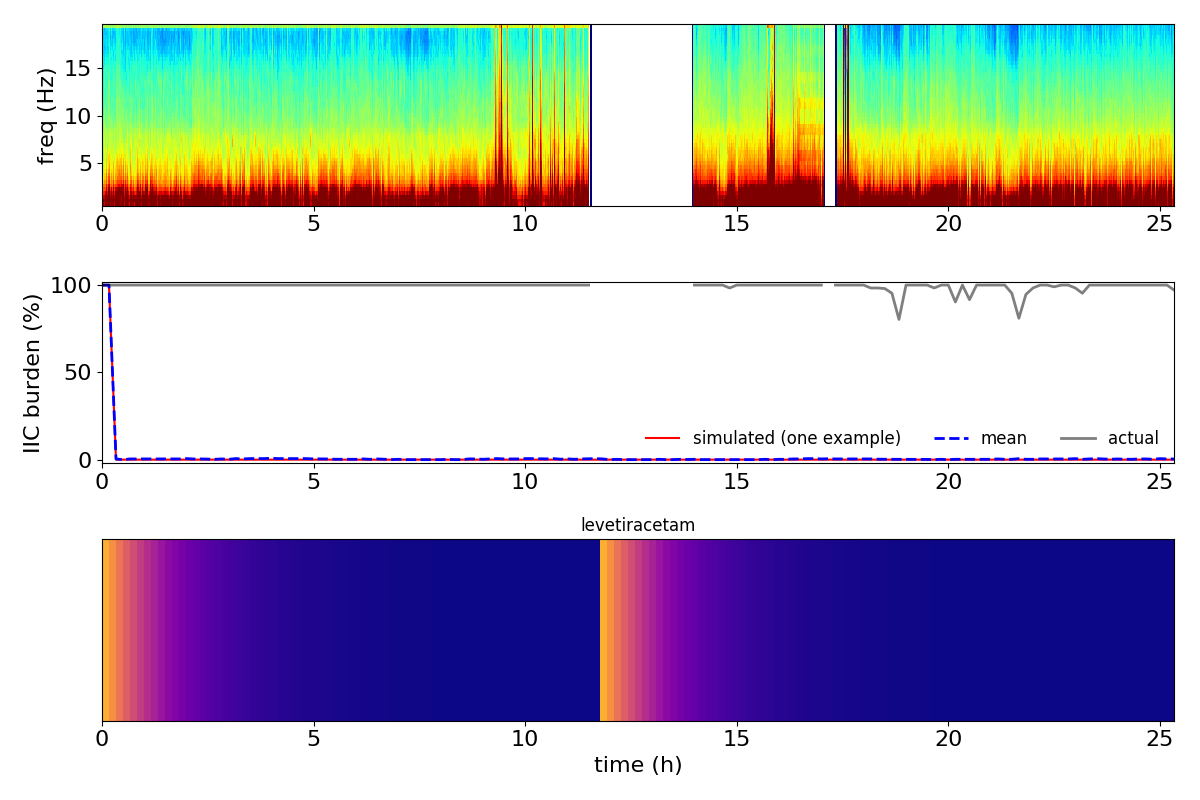 freq (Hz)
15
10
5
0 5 10 15 20 25
IIC burden (%)
100
50
0
simulated (one example) mean actual
0 5 10 15 20 25
levetiracetam
0 5 10 15 20 25
time (h)